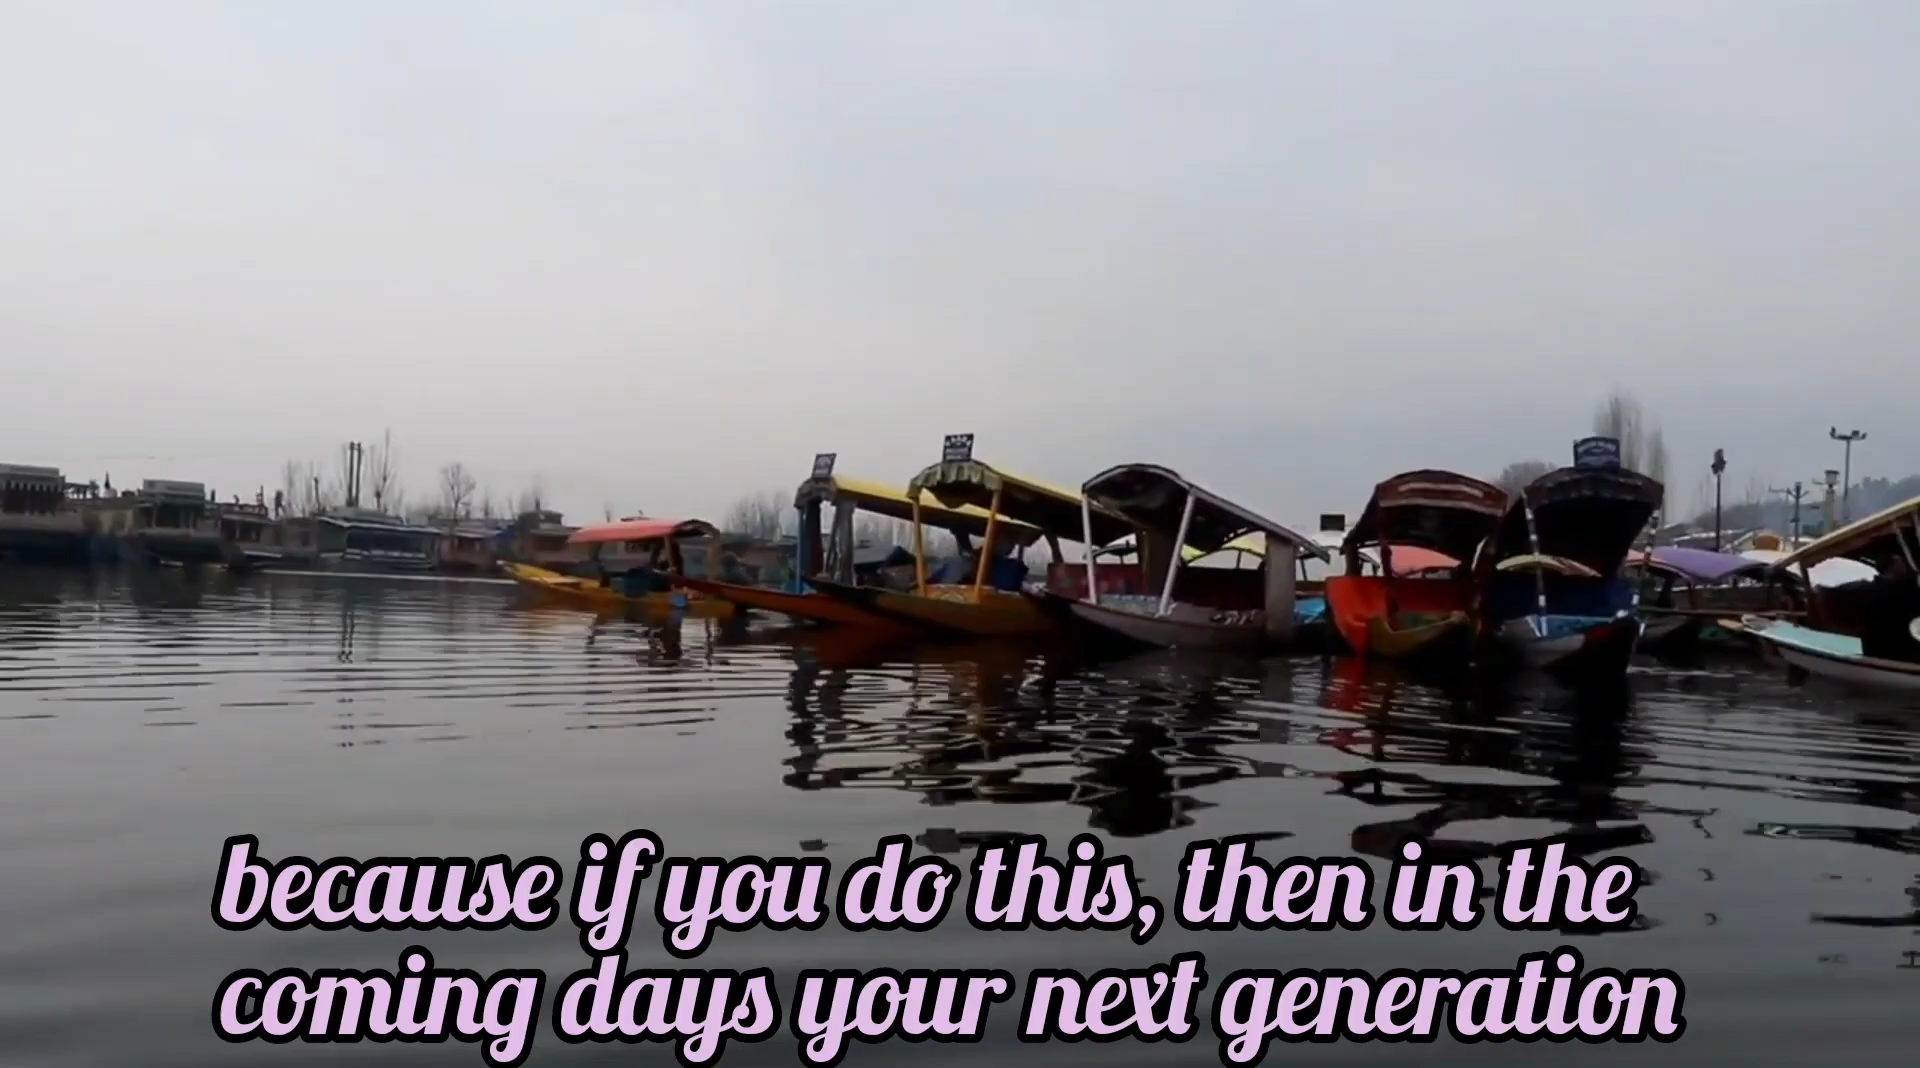 because if you do this, then in the
coming days your next generation